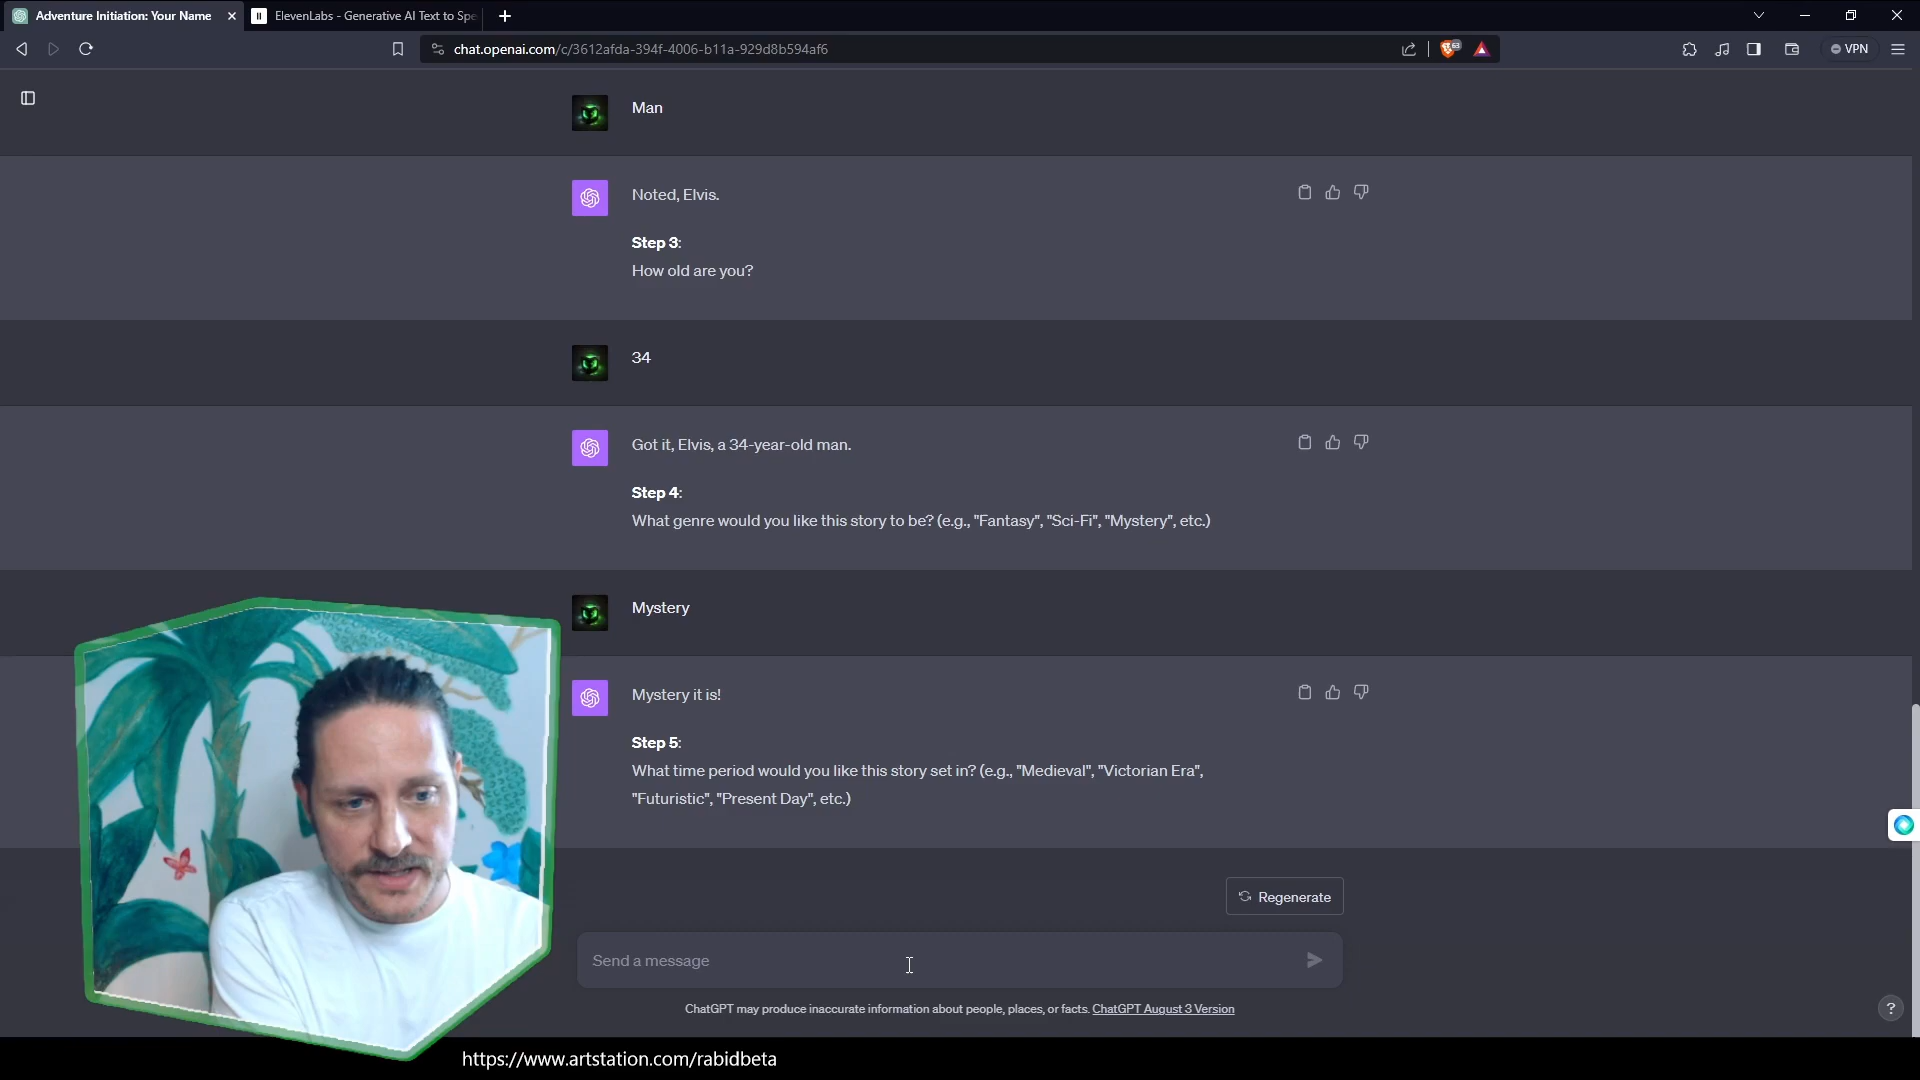 Adventure Initiation: Your Name
ElevenLabs - Generative AI Text to Spe
chat.openai.com/c/3612afda-394f-4006-b11a-929d8b594af6
VPN
Man
Noted, Elvis.
Step 3:
How old are you?
34
Got it, Elvis, a 34-year-old man.
Step 4:
What genre would you like this story to be? (e.g., "Fantasy", "Sci-Fi", "Mystery", etc.)
Mystery
Mystery it is!
Step 5:
What time period would you like this story set in? (e.g., "Medieval", "Victorian Era",
"Futuristic", "Present Day", etc.)
Regenerate
Send a message
ChatGPT may produce inaccurate information about people, places, or facts. ChatGPT August 3 Version
?
https://www.artstation.com/rabidbeta